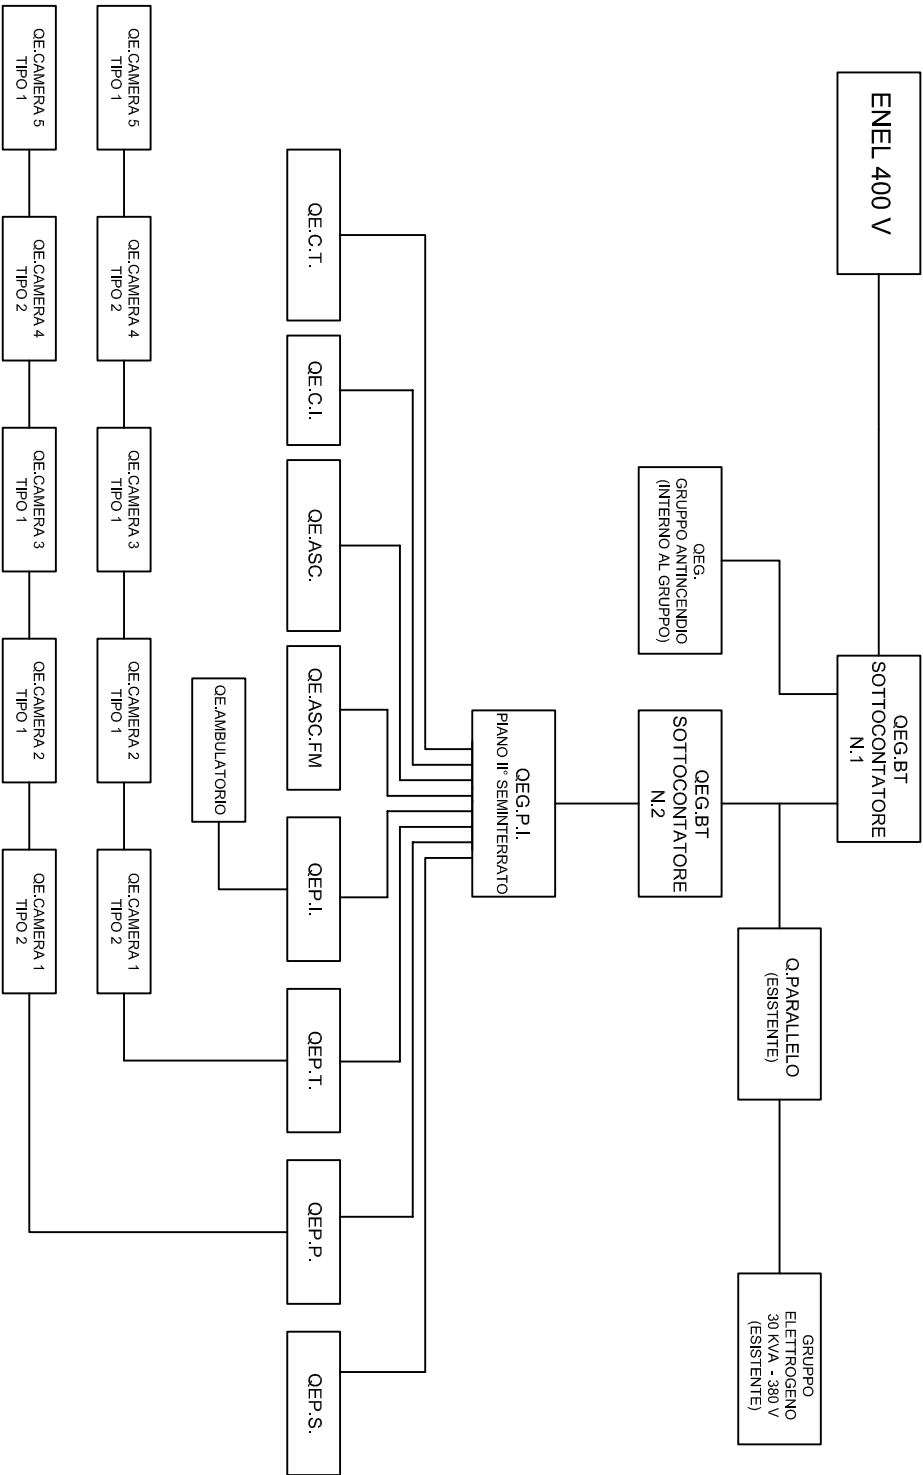 ENEL 400 V
QEG.BT
SOTTOCONTATORE
N.1
GRUPPO
ELETTROGENO
30 KVA - 380 V
(ESISTENTE)
Q.PARALLELO
(ESISTENTE)
QEG.
GRUPPO ANTINCENDIO
(INTERNO AL GRUPPO)
QEG.BT
SOTTOCONTATORE
N.2
QEG.P.I.
PIANO II° SEMINTERRATO
QE.C.T.
QE.C.I.
QE.ASC.
QE.ASC.FM
QEP.I.
QEP.T.
QEP.P.
QEP.S.
QE.AMBULATORIO
QE.CAMERA 5
TIPO 1
QE.CAMERA 4
TIPO 2
QE.CAMERA 3
TIPO 1
QE.CAMERA 2
TIPO 1
QE.CAMERA 1
TIPO 2
QE.CAMERA 5
TIPO 1
QE.CAMERA 4
TIPO 2
QE.CAMERA 3
TIPO 1
QE.CAMERA 2
TIPO 1
QE.CAMERA 1
TIPO 2